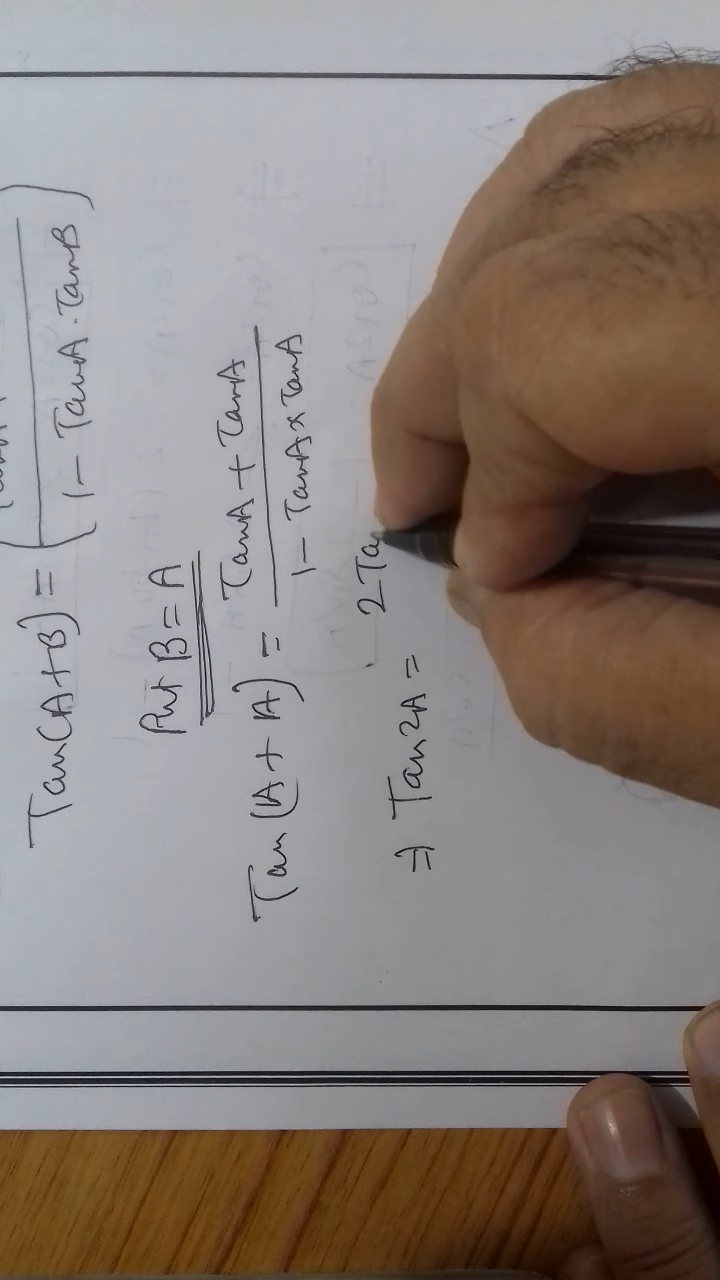 Tan(A+B) = (
1 - TanA . TanB )
Put B = A
Tan(A + A) = TanA + TanA
1 - TanA x TanA
⇒ Tan2A = 2Ta